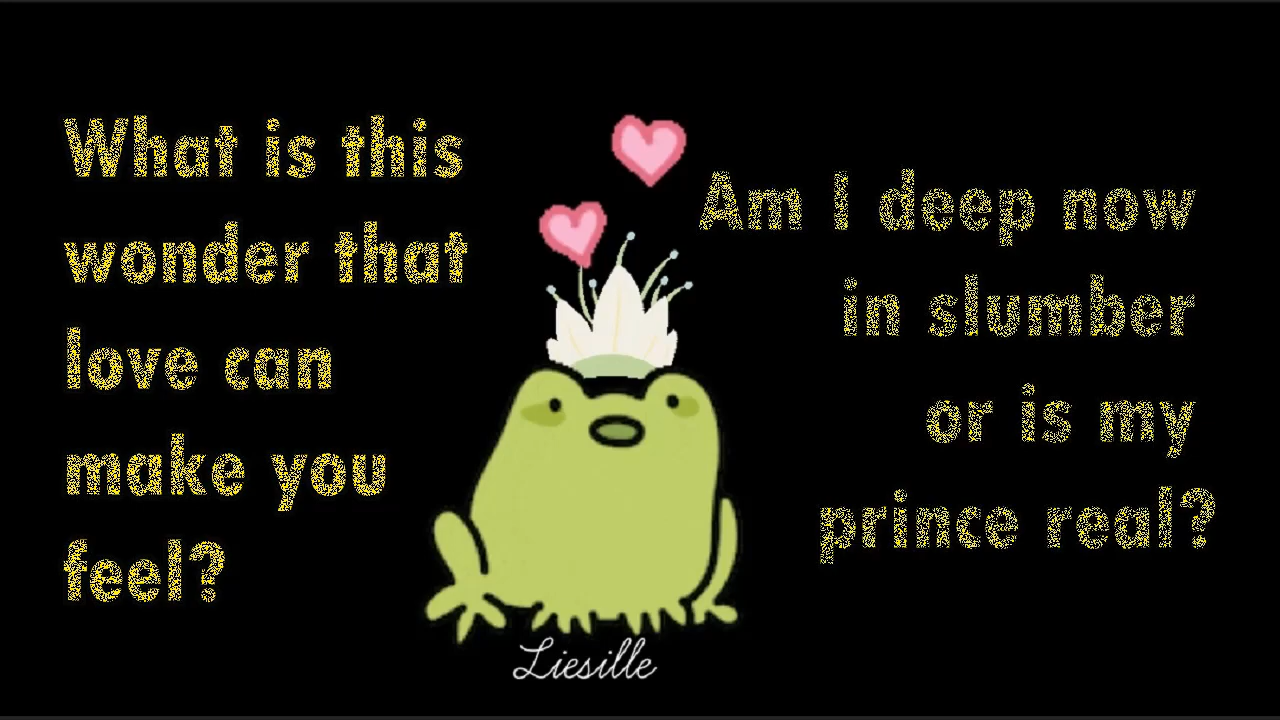 What is this
wonder that
love can
make you
feel?
Am I deep now
in slumber
or is my
prince real?
Liesille